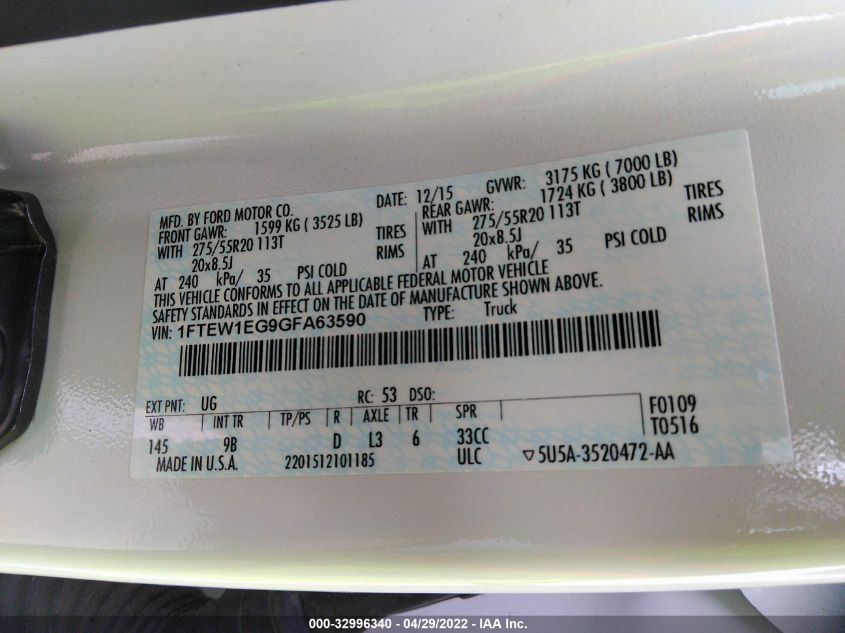 MFD. BY FORD MOTOR CO.
DATE: 12/15 GVWR: 3175 KG ( 7000 LB)
FRONT GAWR: 1599 KG ( 3525 LB)
WITH 275/55R20 113T TIRES
20x8.5J RIMS
AT 240 kPa/ 35 PSI COLD
REAR GAWR: 1724 KG ( 3800 LB)
WITH 275/55R20 113T TIRES
20x8.5J RIMS
AT 240 kPa/ 35 PSI COLD
THIS VEHICLE CONFORMS TO ALL APPLICABLE FEDERAL MOTOR VEHICLE
SAFETY STANDARDS IN EFFECT ON THE DATE OF MANUFACTURE SHOWN ABOVE.
VIN: 1FTEW1EG9GFA63590 TYPE: Truck
EXT PNT: UG RC: 53 DSO:
WB INT TR TP/PS R AXLE TR SPR F0109
145 9B D L3 6 33CC T0516
MADE IN U.S.A. 2201512101185 ULC ▽5U5A-3520472-AA
000-32996340 - 04/29/2022 - IAA Inc.